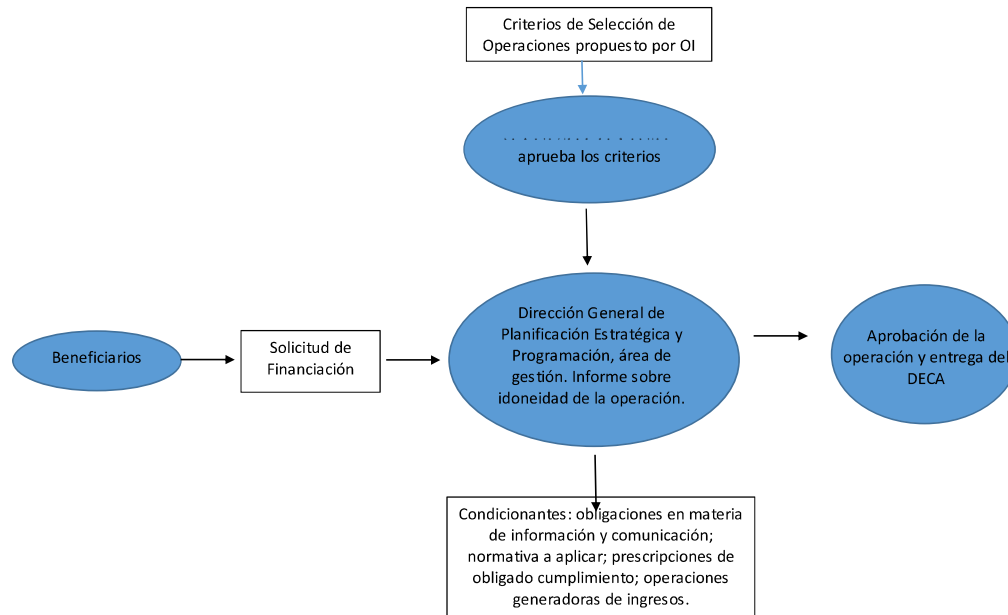 Criterios de Selección de
Operaciones propuesto por OI
aprueba los criterios
Dirección General de
Planificación Estratégica y
Programación, área de
gestión. Informe sobre
idoneidad de la operación.
Beneficiarios
Solicitud de
Financiación
Aprobación de la
operación y entrega del
DECA
Condicionantes: obligaciones en materia
de información y comunicación;
normativa a aplicar; prescripciones de
obligado cumplimiento; operaciones
generadoras de ingresos.